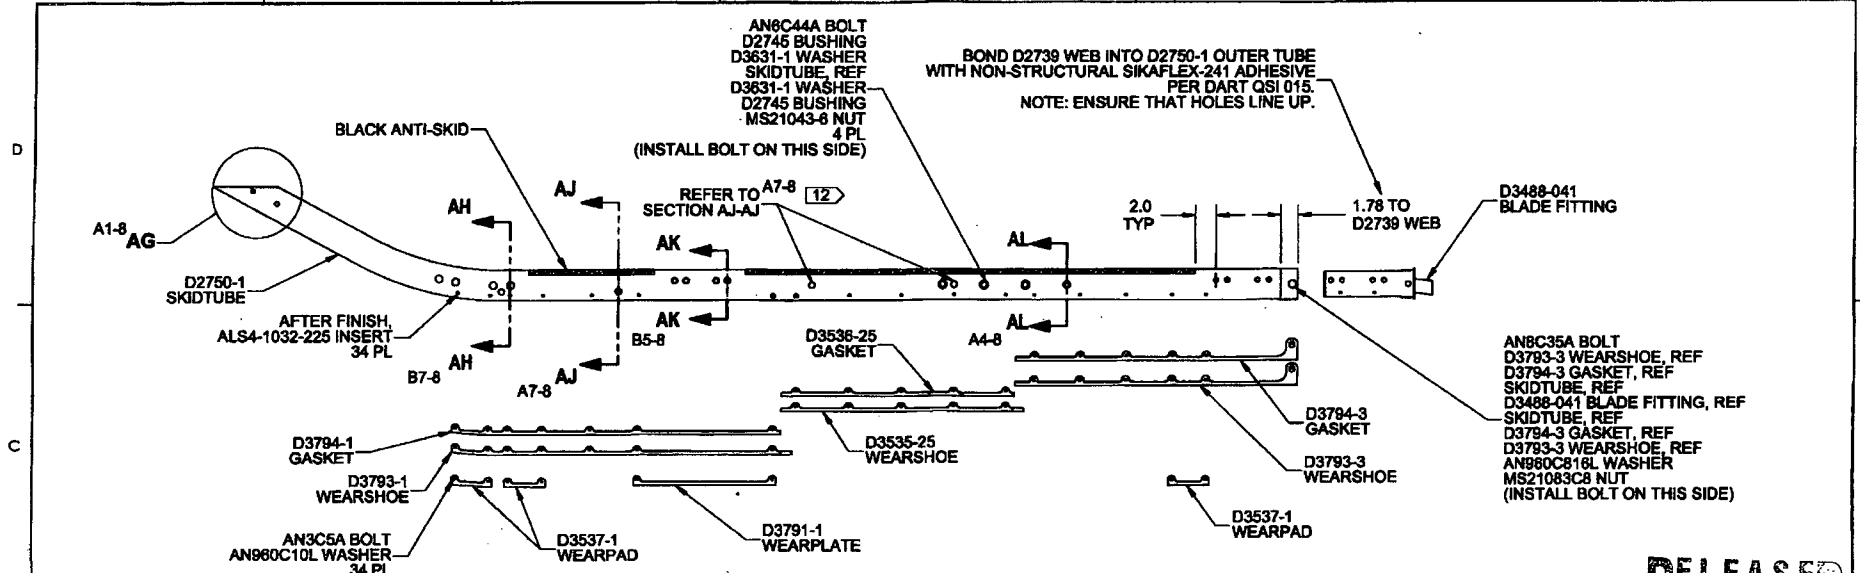 AN6C44A BOLT
D2745 BUSHING
D3631-1 WASHER
SKIDTUBE, REF
D3631-1 WASHER
D2745 BUSHING
MS21043-6 NUT
4 PL
(INSTALL BOLT ON THIS SIDE)
BOND D2739 WEB INTO D2750-1 OUTER TUBE
WITH NON-STRUCTURAL SIKAFLEX-241 ADHESIVE
PER DART QSI 015.
NOTE: ENSURE THAT HOLES LINE UP.
D
BLACK ANTI-SKID
REFER TO A7-8 12
SECTION AJ-AJ
AH
AJ
AK
AL
2.0
TYP
1.78 TO
D2739 WEB
D3488-041
BLADE FITTING
A1-8
AG
D2750-1
SKIDTUBE
AFTER FINISH,
ALS4-1032-225 INSERT
34 PL
AH
B7-8
AJ
A7-8
AK
B5-8
AL
A4-8
D3536-25
GASKET
AN8C35A BOLT
D3793-3 WEARSHOE, REF
D3794-3 GASKET, REF
SKIDTUBE, REF
D3488-041 BLADE FITTING, REF
SKIDTUBE, REF
D3794-3 GASKET, REF
D3793-3 WEARSHOE, REF
AN960C816L WASHER
MS21083C8 NUT
(INSTALL BOLT ON THIS SIDE)
C
D3794-1
GASKET
D3793-1
WEARSHOE
D3535-25
WEARSHOE
D3794-3
GASKET
D3793-3
WEARSHOE
AN3C5A BOLT
AN960C10L WASHER
34 PL
D3537-1
WEARPAD
D3791-1
WEARPLATE
D3537-1
WEARPAD
RELEASED